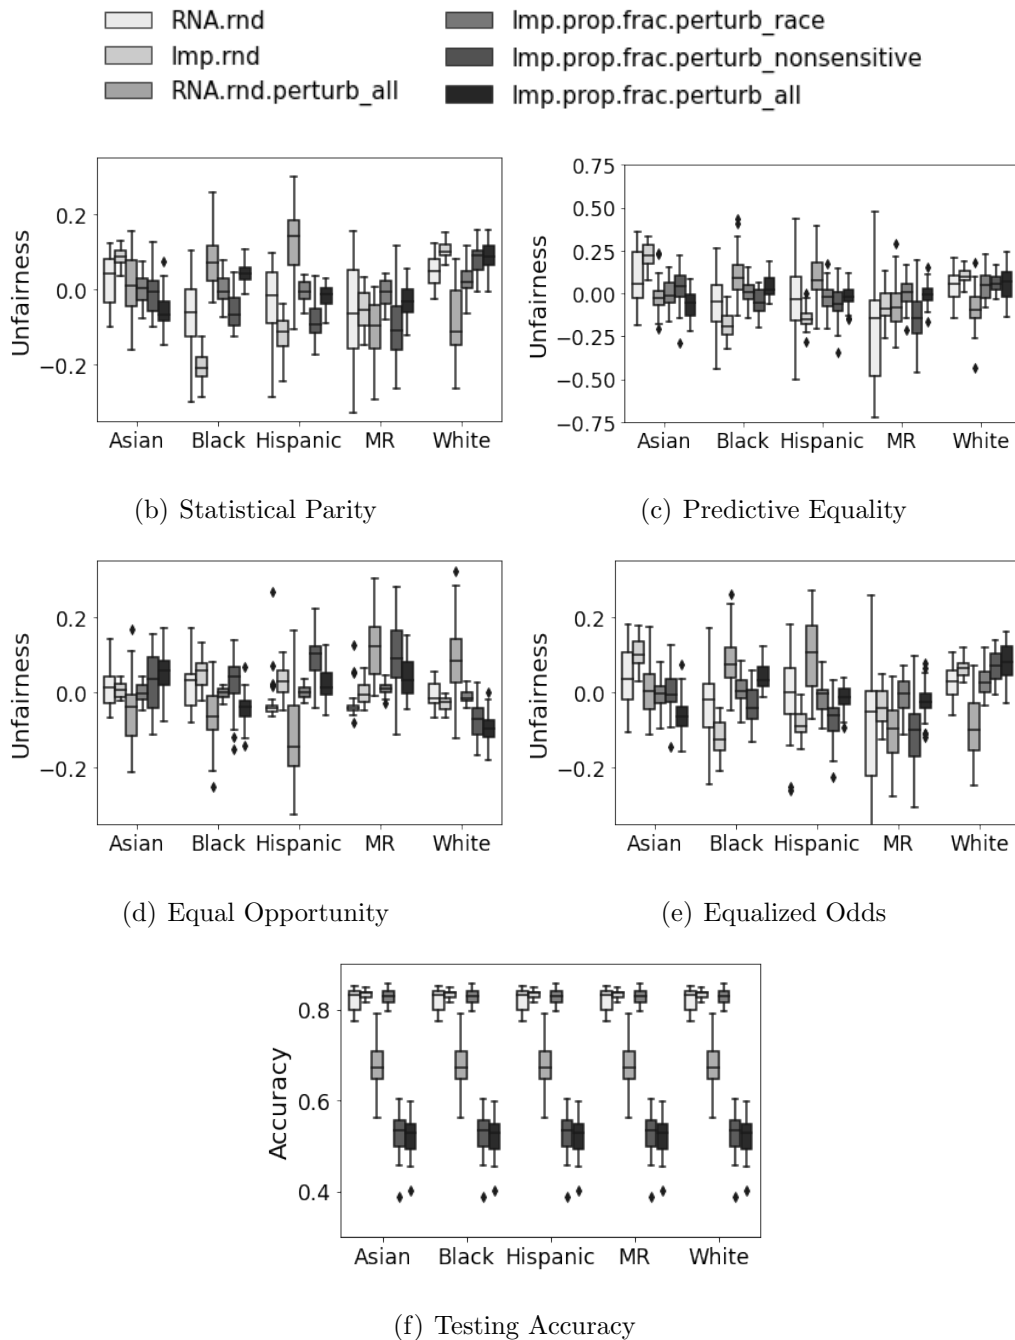 RNA.rnd
Imp.rnd
RNA.rnd.perturb_all
Imp.prop.frac.perturb_race
Imp.prop.frac.perturb_nonsensitive
Imp.prop.frac.perturb_all
Unfairness
0.2
0.0
−0.2
Asian Black Hispanic MR White
(b) Statistical Parity
Unfairness
0.75
0.50
0.25
0.00
−0.25
−0.50
−0.75
Asian Black Hispanic MR White
(c) Predictive Equality
Unfairness
0.2
0.0
−0.2
Asian Black Hispanic MR White
(d) Equal Opportunity
Unfairness
0.2
0.0
−0.2
Asian Black Hispanic MR White
(e) Equalized Odds
Accuracy
0.8
0.6
0.4
Asian Black Hispanic MR White
(f) Testing Accuracy